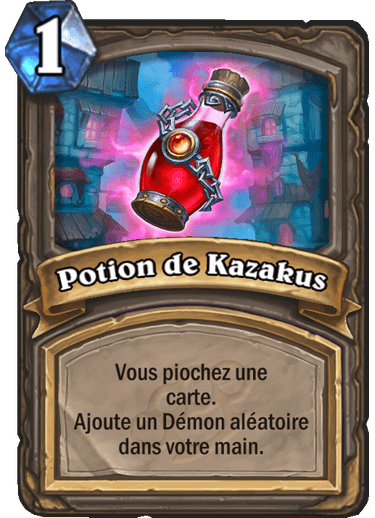 1
Potion de Kazakus
Vous piochez une
carte.
Ajoute un Démon aléatoire
dans votre main.